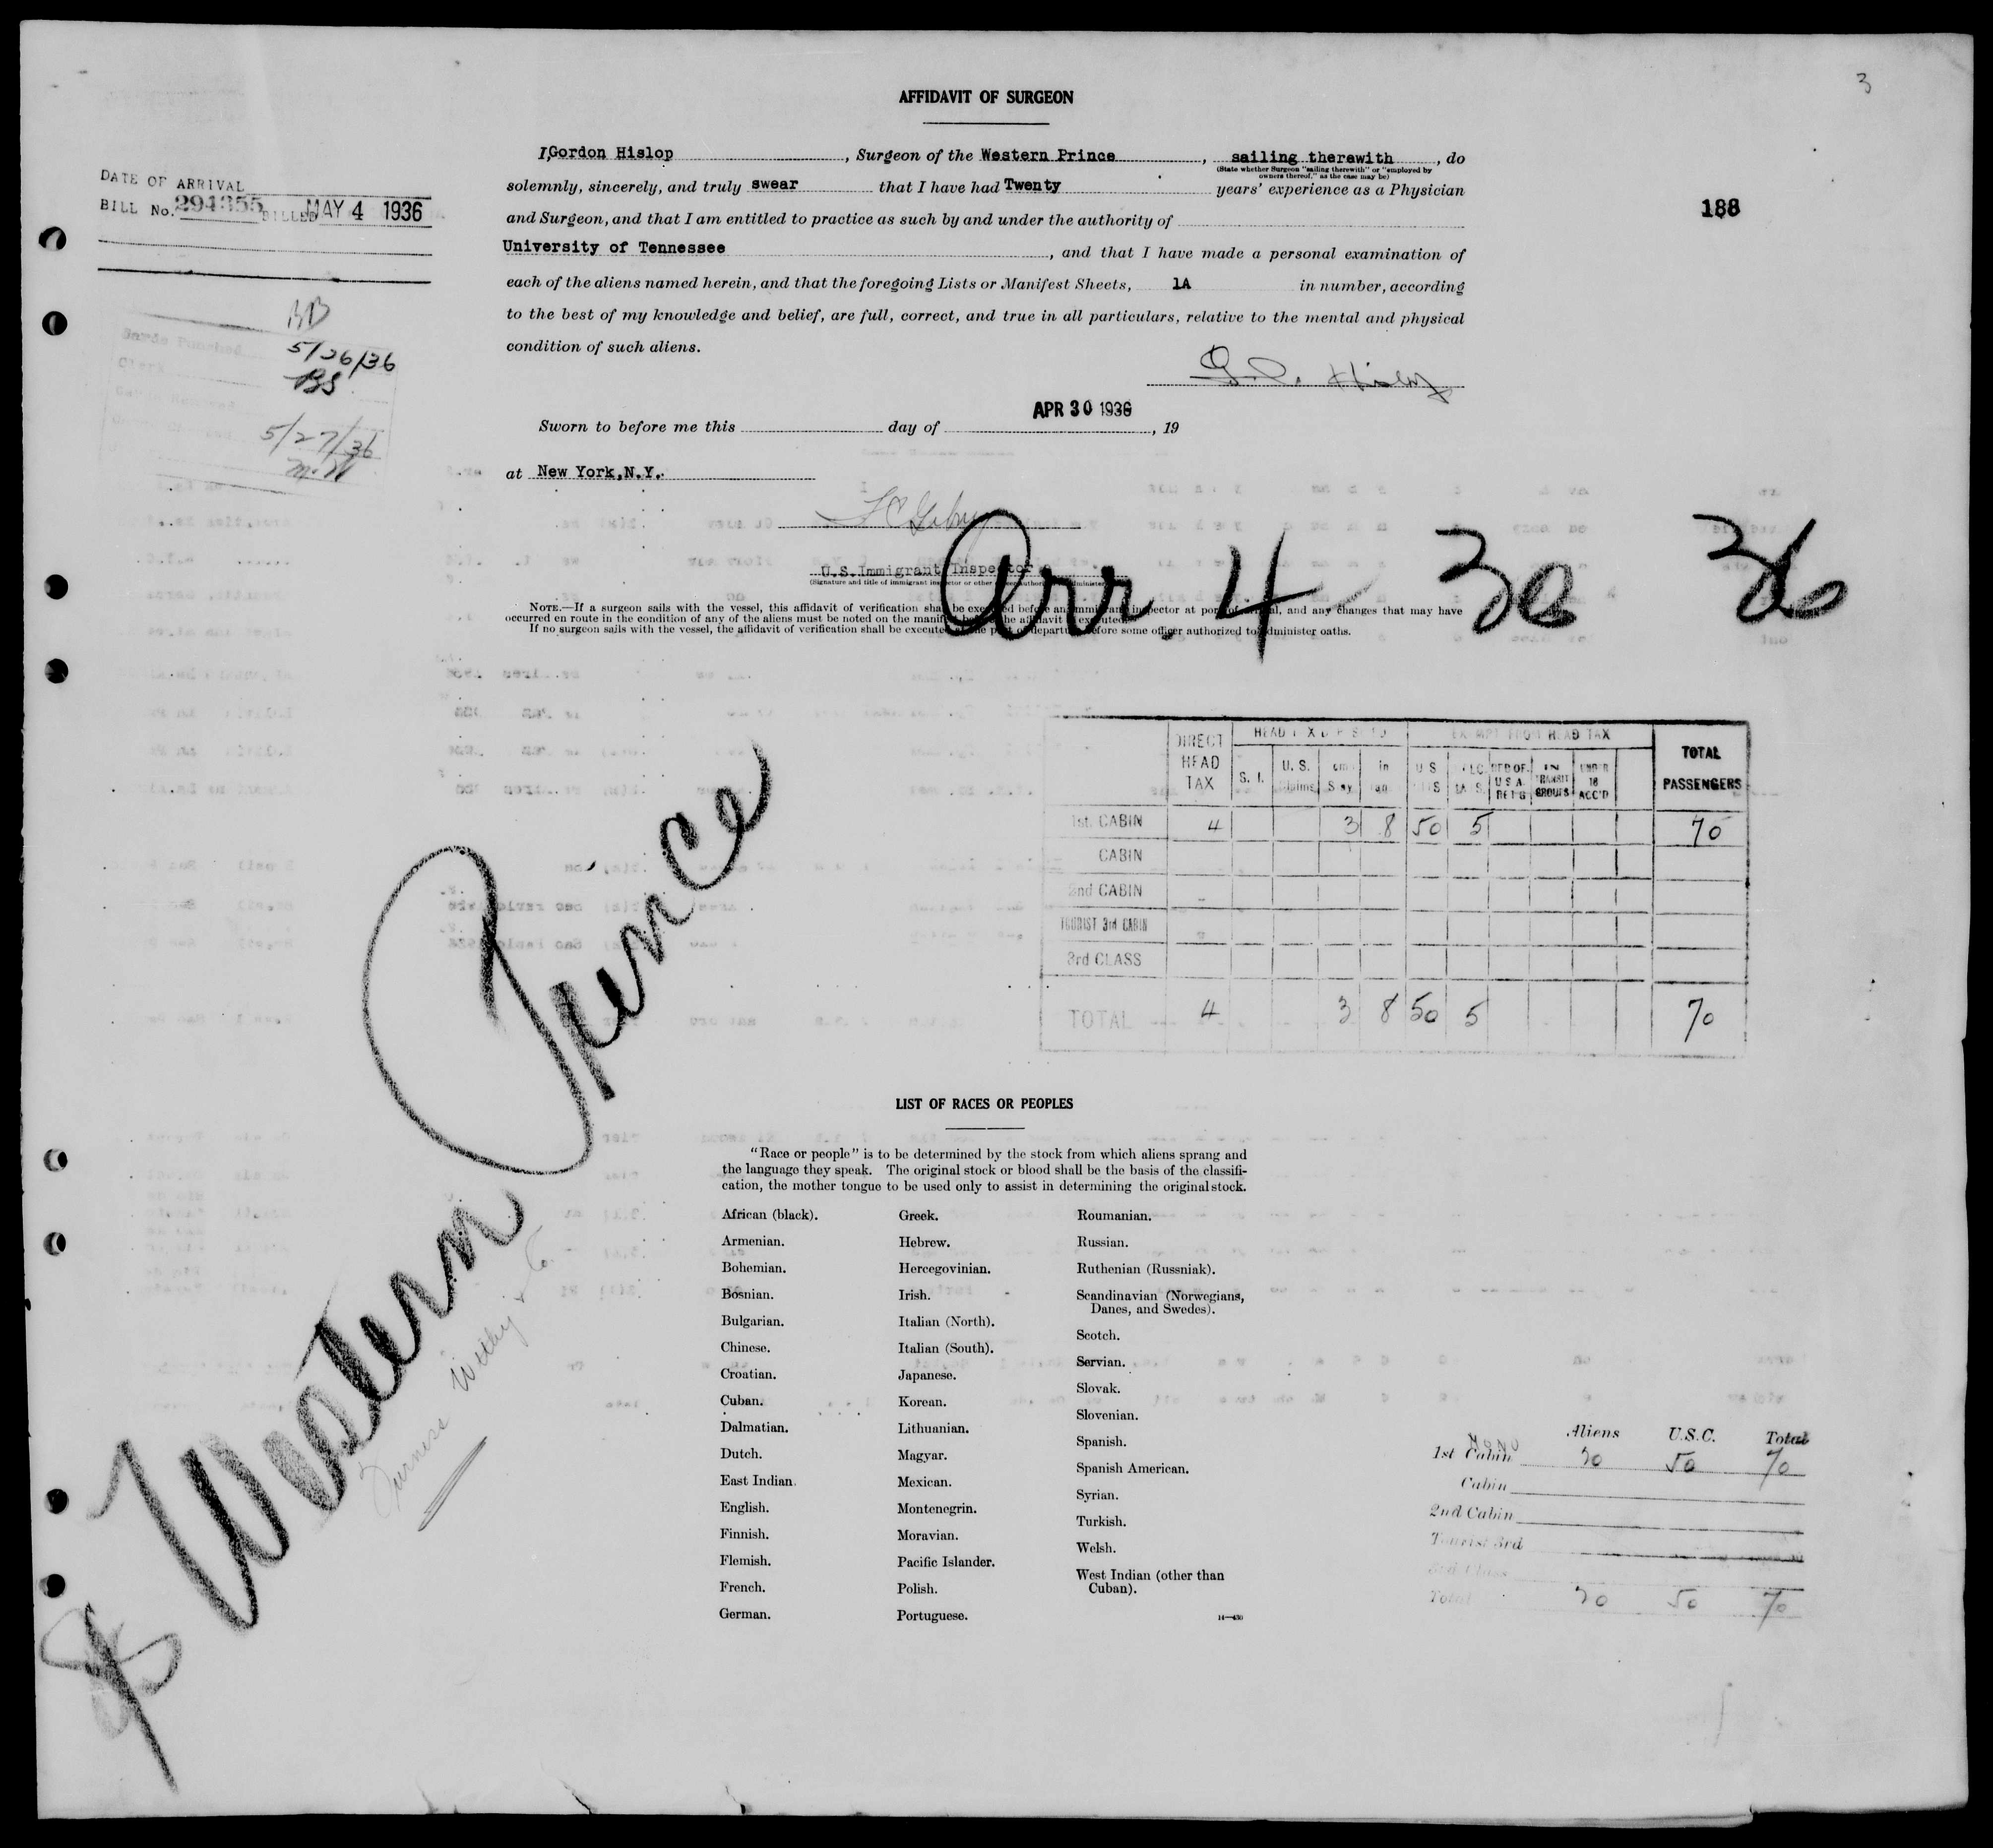 3
AFFIDAVIT OF SURGEON
I, Gordon Hislop, Surgeon of the Western Prince, sailing therewith, do
(State whether Surgeon "sailing therewith" or "employed by
owners thereof," as the case may be)
solemnly, sincerely, and truly swear that I have had Twenty years' experience as a Physician
and Surgeon, and that I am entitled to practice as such by and under the authority of
University of Tennessee, and that I have made a personal examination of
each of the aliens named herein, and that the foregoing Lists or Manifest Sheets, 1A in number, according
to the best of my knowledge and belief, are full, correct, and true in all particulars, relative to the mental and physical
condition of such aliens.
Hislop
APR 30 1936
Sworn to before me this day of , 19
at New York, N.Y.
U.S. Immigrant Inspector
(Signature and title of immigrant inspector or other
DATE OF ARRIVAL
BILL No. 294355 BILLED MAY 4 1936
188
5/26/36
5/27/36
Arr. 4 30 36
NOTE.—If a surgeon sails with the vessel, this affidavit of verification shall be executed before an immigrant inspector at port of arrival, and any changes that may have
occurred en route in the condition of any of the aliens must be noted on the manifest before the affidavit is executed.
If no surgeon sails with the vessel, the affidavit of verification shall be executed at the port of departure before some officer authorized to administer oaths.
DIRECT HEAD TAX
S. I.
U. S. Claims
EXEMPT FROM HEAD TAX
IN TRANSIT GROUPS
UNDER 16 ACC'D
TOTAL PASSENGERS
1st. CABIN 4 3 8 50 5 70
CABIN
2nd CABIN
TOURIST 3rd CABIN
3rd CLASS
TOTAL 4 3 8 50 5 70
Western Prince
Furness Withy & Co.
LIST OF RACES OR PEOPLES
"Race or people" is to be determined by the stock from which aliens sprang and
the language they speak. The original stock or blood shall be the basis of the classifi-
cation, the mother tongue to be used only to assist in determining the original stock.
African (black).
Armenian.
Bohemian.
Bosnian.
Bulgarian.
Chinese.
Croatian.
Cuban.
Dalmatian.
Dutch.
East Indian.
English.
Finnish.
Flemish.
French.
German.
Greek.
Hebrew.
Hercegovinian.
Irish.
Italian (North).
Italian (South).
Japanese.
Korean.
Lithuanian.
Magyar.
Mexican.
Montenegrin.
Moravian.
Pacific Islander.
Polish.
Portuguese.
Roumanian.
Russian.
Ruthenian (Russniak).
Scandinavian (Norwegians,
Danes, and Swedes).
Scotch.
Servian.
Slovak.
Slovenian.
Spanish.
Spanish American.
Syrian.
Turkish.
Welsh.
West Indian (other than
Cuban).
Aliens U.S.C. Total
1st Cabin 20 50 70
Cabin
2nd Cabin
Tourist 3rd
3rd Class
Total 20 50 70